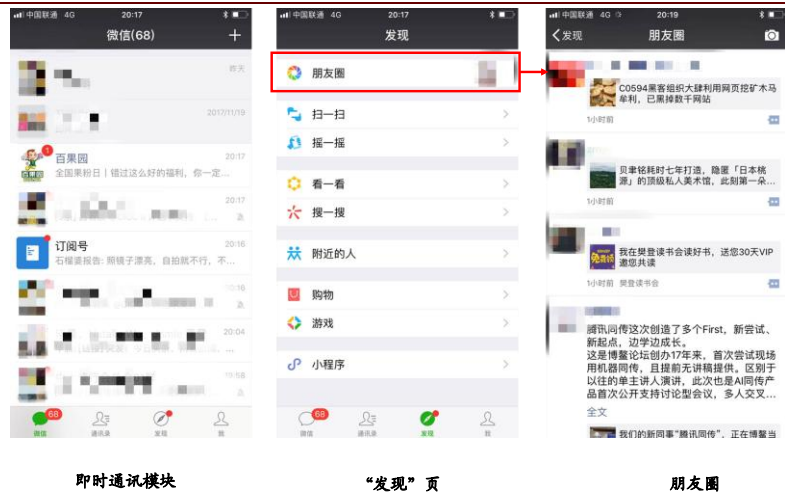 中国联通 4G 20:17
微信(68)
昨天
2017/11/19
1
百果园 20:17
全国果粉日丨错过这么好的福利，你一定...
20:17
订阅号 20:16
石榴婆报告: 照镜子漂亮，自拍就不行，不...
20:04
68
微信 通讯录 发现 我
即时通讯模块
中国联通 4G 20:17
发现
朋友圈
扫一扫
摇一摇
看一看
搜一搜
附近的人
购物
游戏
小程序
68
微信 通讯录 发现 我
“发现”页
中国联通 4G 20:19
发现 朋友圈
C0594黑客组织大肆利用网页挖矿木马
牟利，已黑掉数千网站
1小时前
贝聿铭耗时七年打造，隐匿「日本桃
源」的顶级私人美术馆，此刻第一朵...
1小时前
免费领
我在樊登读书会读好书，送您30天VIP
邀您共读
1小时前 樊登读书会
腾讯同传这次创造了多个First，新尝试、
新起点，边学边成长。
这是博鳌论坛创办17年来，首次尝试现场
用机器同传，且提前无讲稿提供。区别于
以往的单主讲人演讲，此次也是AI同传产
品首次公开支持讨论型会议，多人交叉...
全文
我们的新同事“腾讯同传”，正在博鳌当
朋友圈